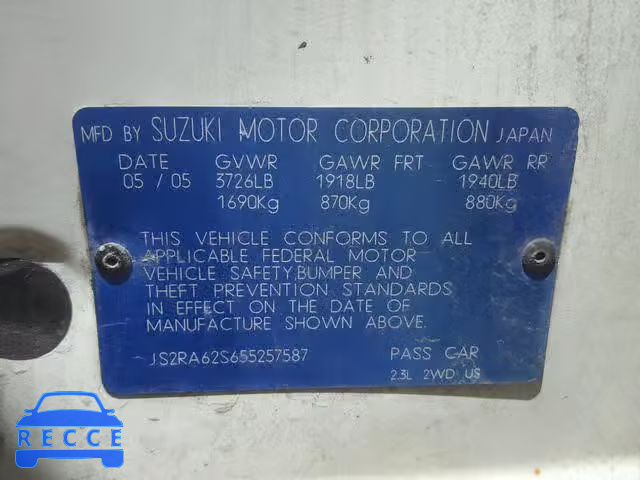 MFD BY SUZUKI MOTOR CORPORATION JAPAN
DATE GVWR GAWR FRT GAWR RR
05 / 05 3726LB 1918LB 1940LB
1690Kg 870Kg 880Kg
THIS VEHICLE CONFORMS TO ALL
APPLICABLE FEDERAL MOTOR
VEHICLE SAFETY,BUMPER AND
THEFT PREVENTION STANDARDS
IN EFFECT ON THE DATE OF
MANUFACTURE SHOWN ABOVE.
JS2RA62S655257587 PASS CAR
2.3L 2WD US
RECCE